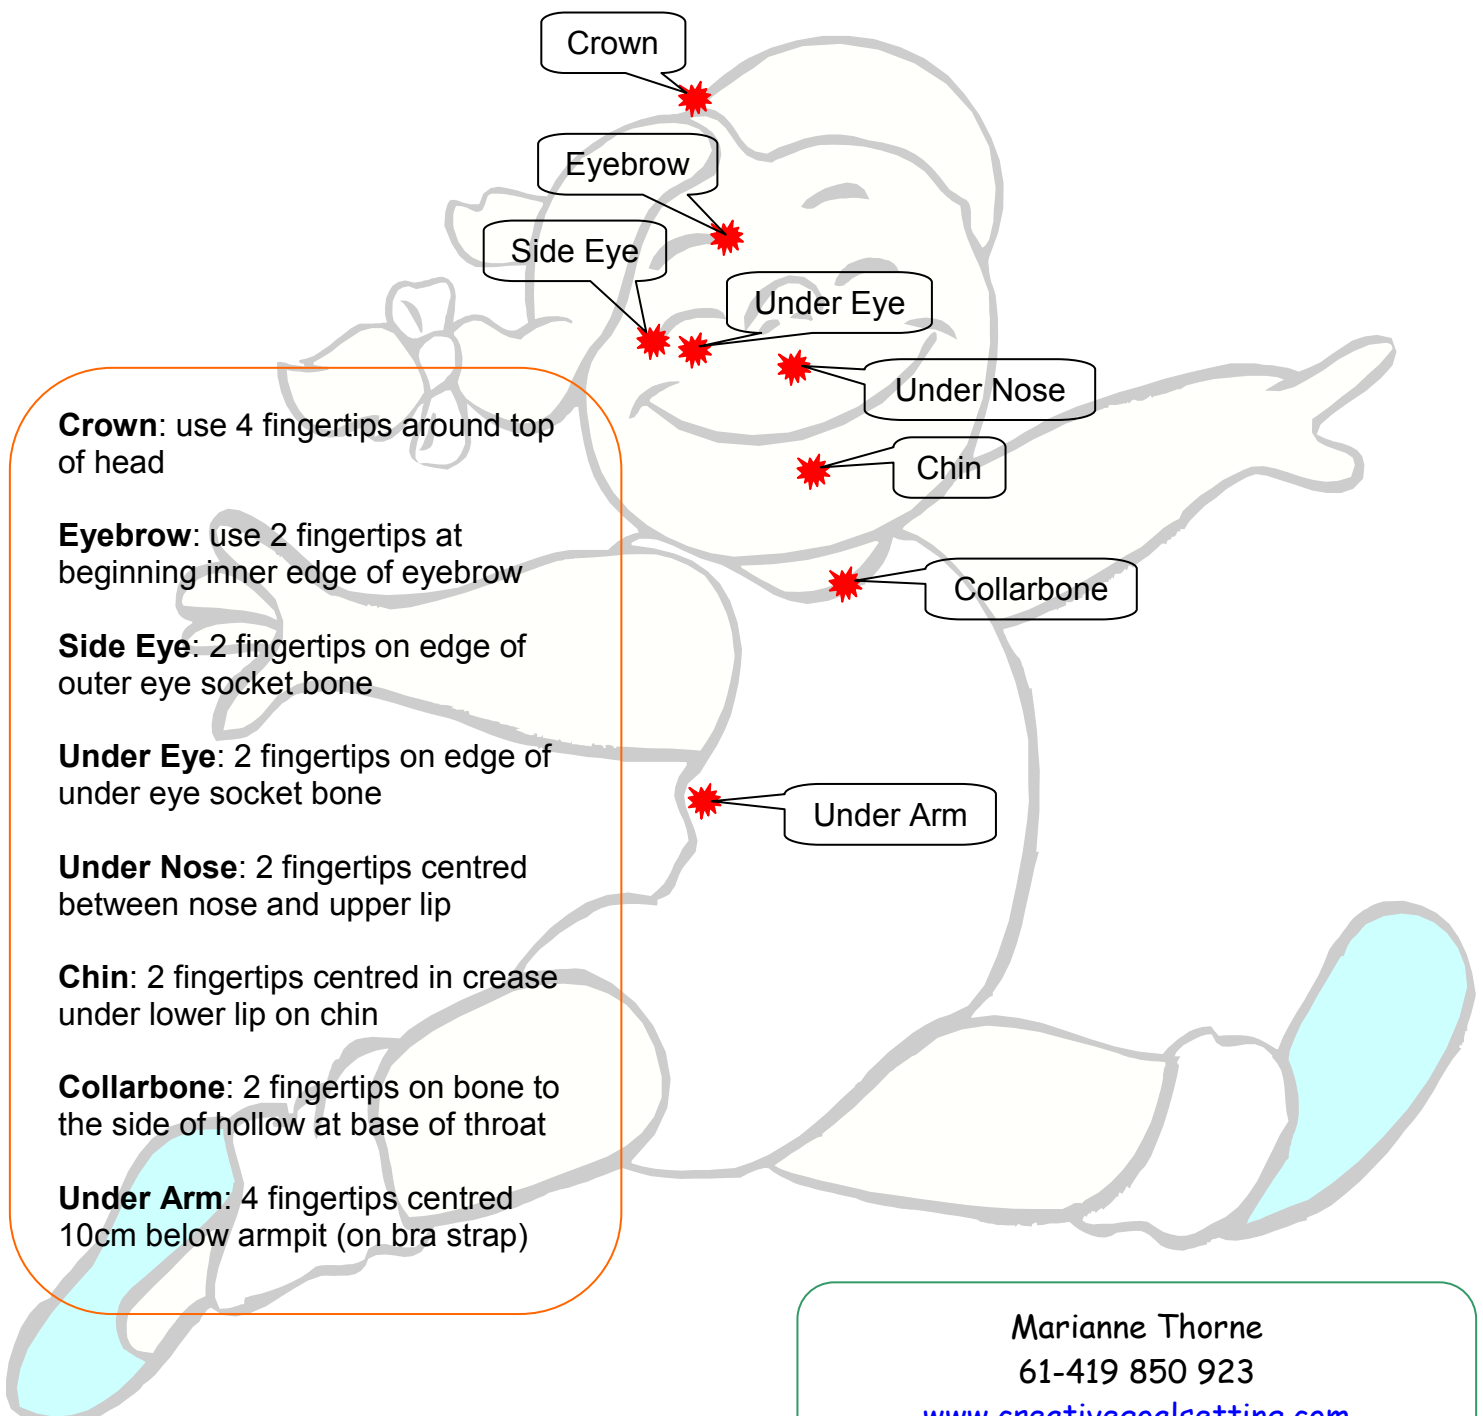 Crown
Eyebrow
Side Eye
Under Eye
Under Nose
Chin
Collarbone
Under Arm
Crown: use 4 fingertips around top
of head
Eyebrow: use 2 fingertips at
beginning inner edge of eyebrow
Side Eye: 2 fingertips on edge of
outer eye socket bone
Under Eye: 2 fingertips on edge of
under eye socket bone
Under Nose: 2 fingertips centred
between nose and upper lip
Chin: 2 fingertips centred in crease
under lower lip on chin
Collarbone: 2 fingertips on bone to
the side of hollow at base of throat
Under Arm: 4 fingertips centred
10cm below armpit (on bra strap)
Marianne Thorne
61-419 850 923
www.creativegoalsetting.com